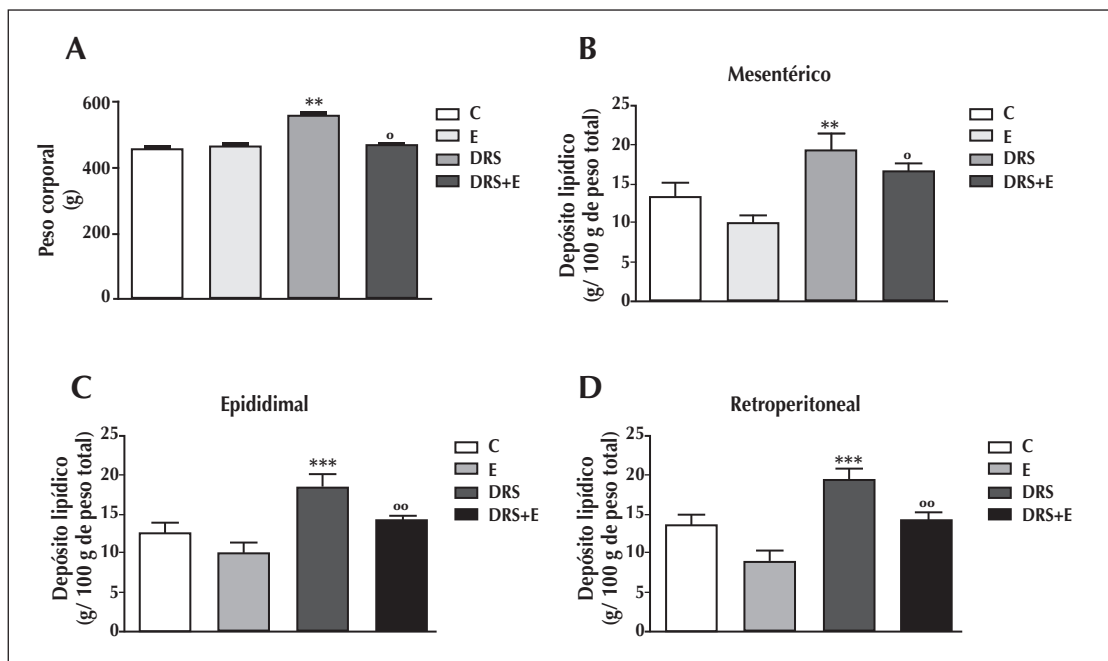 A
Peso corporal
(g)
600
400
200
0
**
o
C
E
DRS
DRS+E
B
Mesentérico
Depósito lipídico
(g/ 100 g de peso total)
25
20
15
10
5
0
**
o
C
E
DRS
DRS+E
C
Epididimal
Depósito lipídico
(g/ 100 g de peso total)
25
20
15
10
5
0
***
oo
C
E
DRS
DRS+E
D
Retroperitoneal
Depósito lipídico
(g/ 100 g de peso total)
25
20
15
10
5
0
***
oo
C
E
DRS
DRS+E